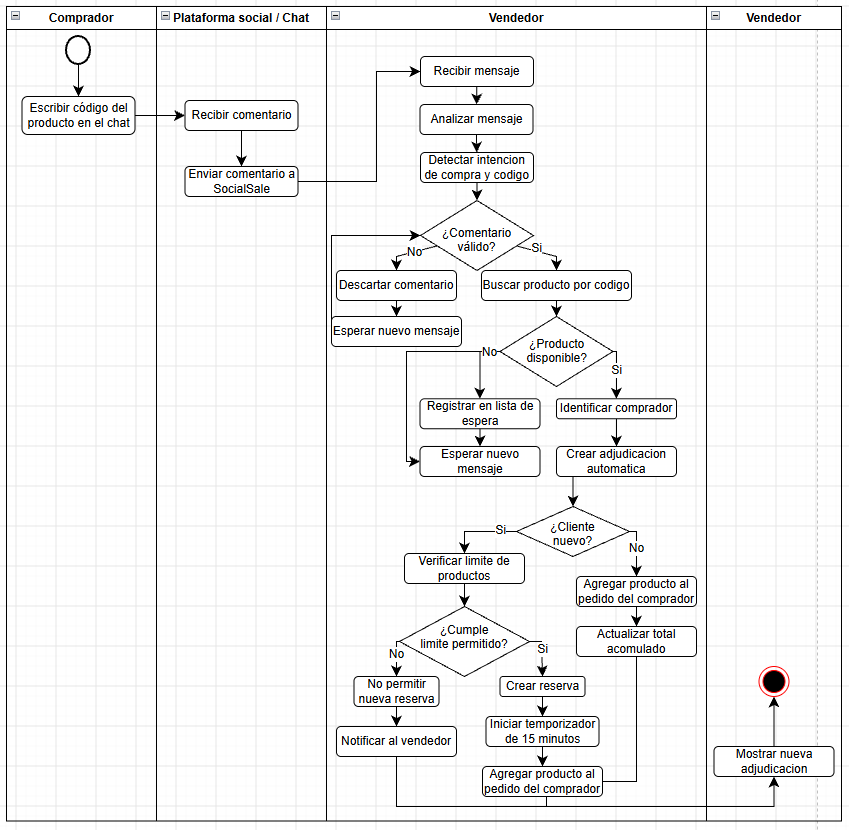 Comprador
Plataforma social / Chat
Vendedor
Vendedor
Escribir código del
producto en el chat
Recibir comentario
Enviar comentario a
SocialSale
Recibir mensaje
Analizar mensaje
Detectar intencion
de compra y codigo
¿Comentario
válido?
No
Si
Descartar comentario
Buscar producto por codigo
Esperar nuevo mensaje
¿Producto
disponible?
No
Si
Registrar en lista de
espera
Identificar comprador
Esperar nuevo
mensaje
Crear adjudicacion
automatica
¿Cliente
nuevo?
Si
No
Verificar limite de
productos
Agregar producto al
pedido del comprador
¿Cumple
limite permitido?
Actualizar total
acomulado
No
Si
No permitir
nueva reserva
Crear reserva
Notificar al vendedor
Iniciar temporizador
de 15 minutos
Agregar producto al
pedido del comprador
Mostrar nueva
adjudicacion